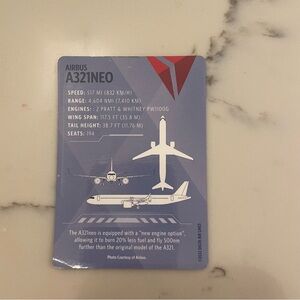 AIRBUS
A321NEO
SPEED: 517 MI (832 KM/H)
RANGE: 4,604 NMI (7,410 KM)
ENGINES: 2 PRATT & WHITNEY PW1100G
WING SPAN: 117.5 FT (35.8 M)
TAIL HEIGHT: 38.7 FT (11.76 M)
SEATS: 194
The A321neo is equipped with a "new engine option",
allowing it to burn 20% less fuel and fly 500nm
further than the original model of the A321.
Photo Courtesy of Airbus